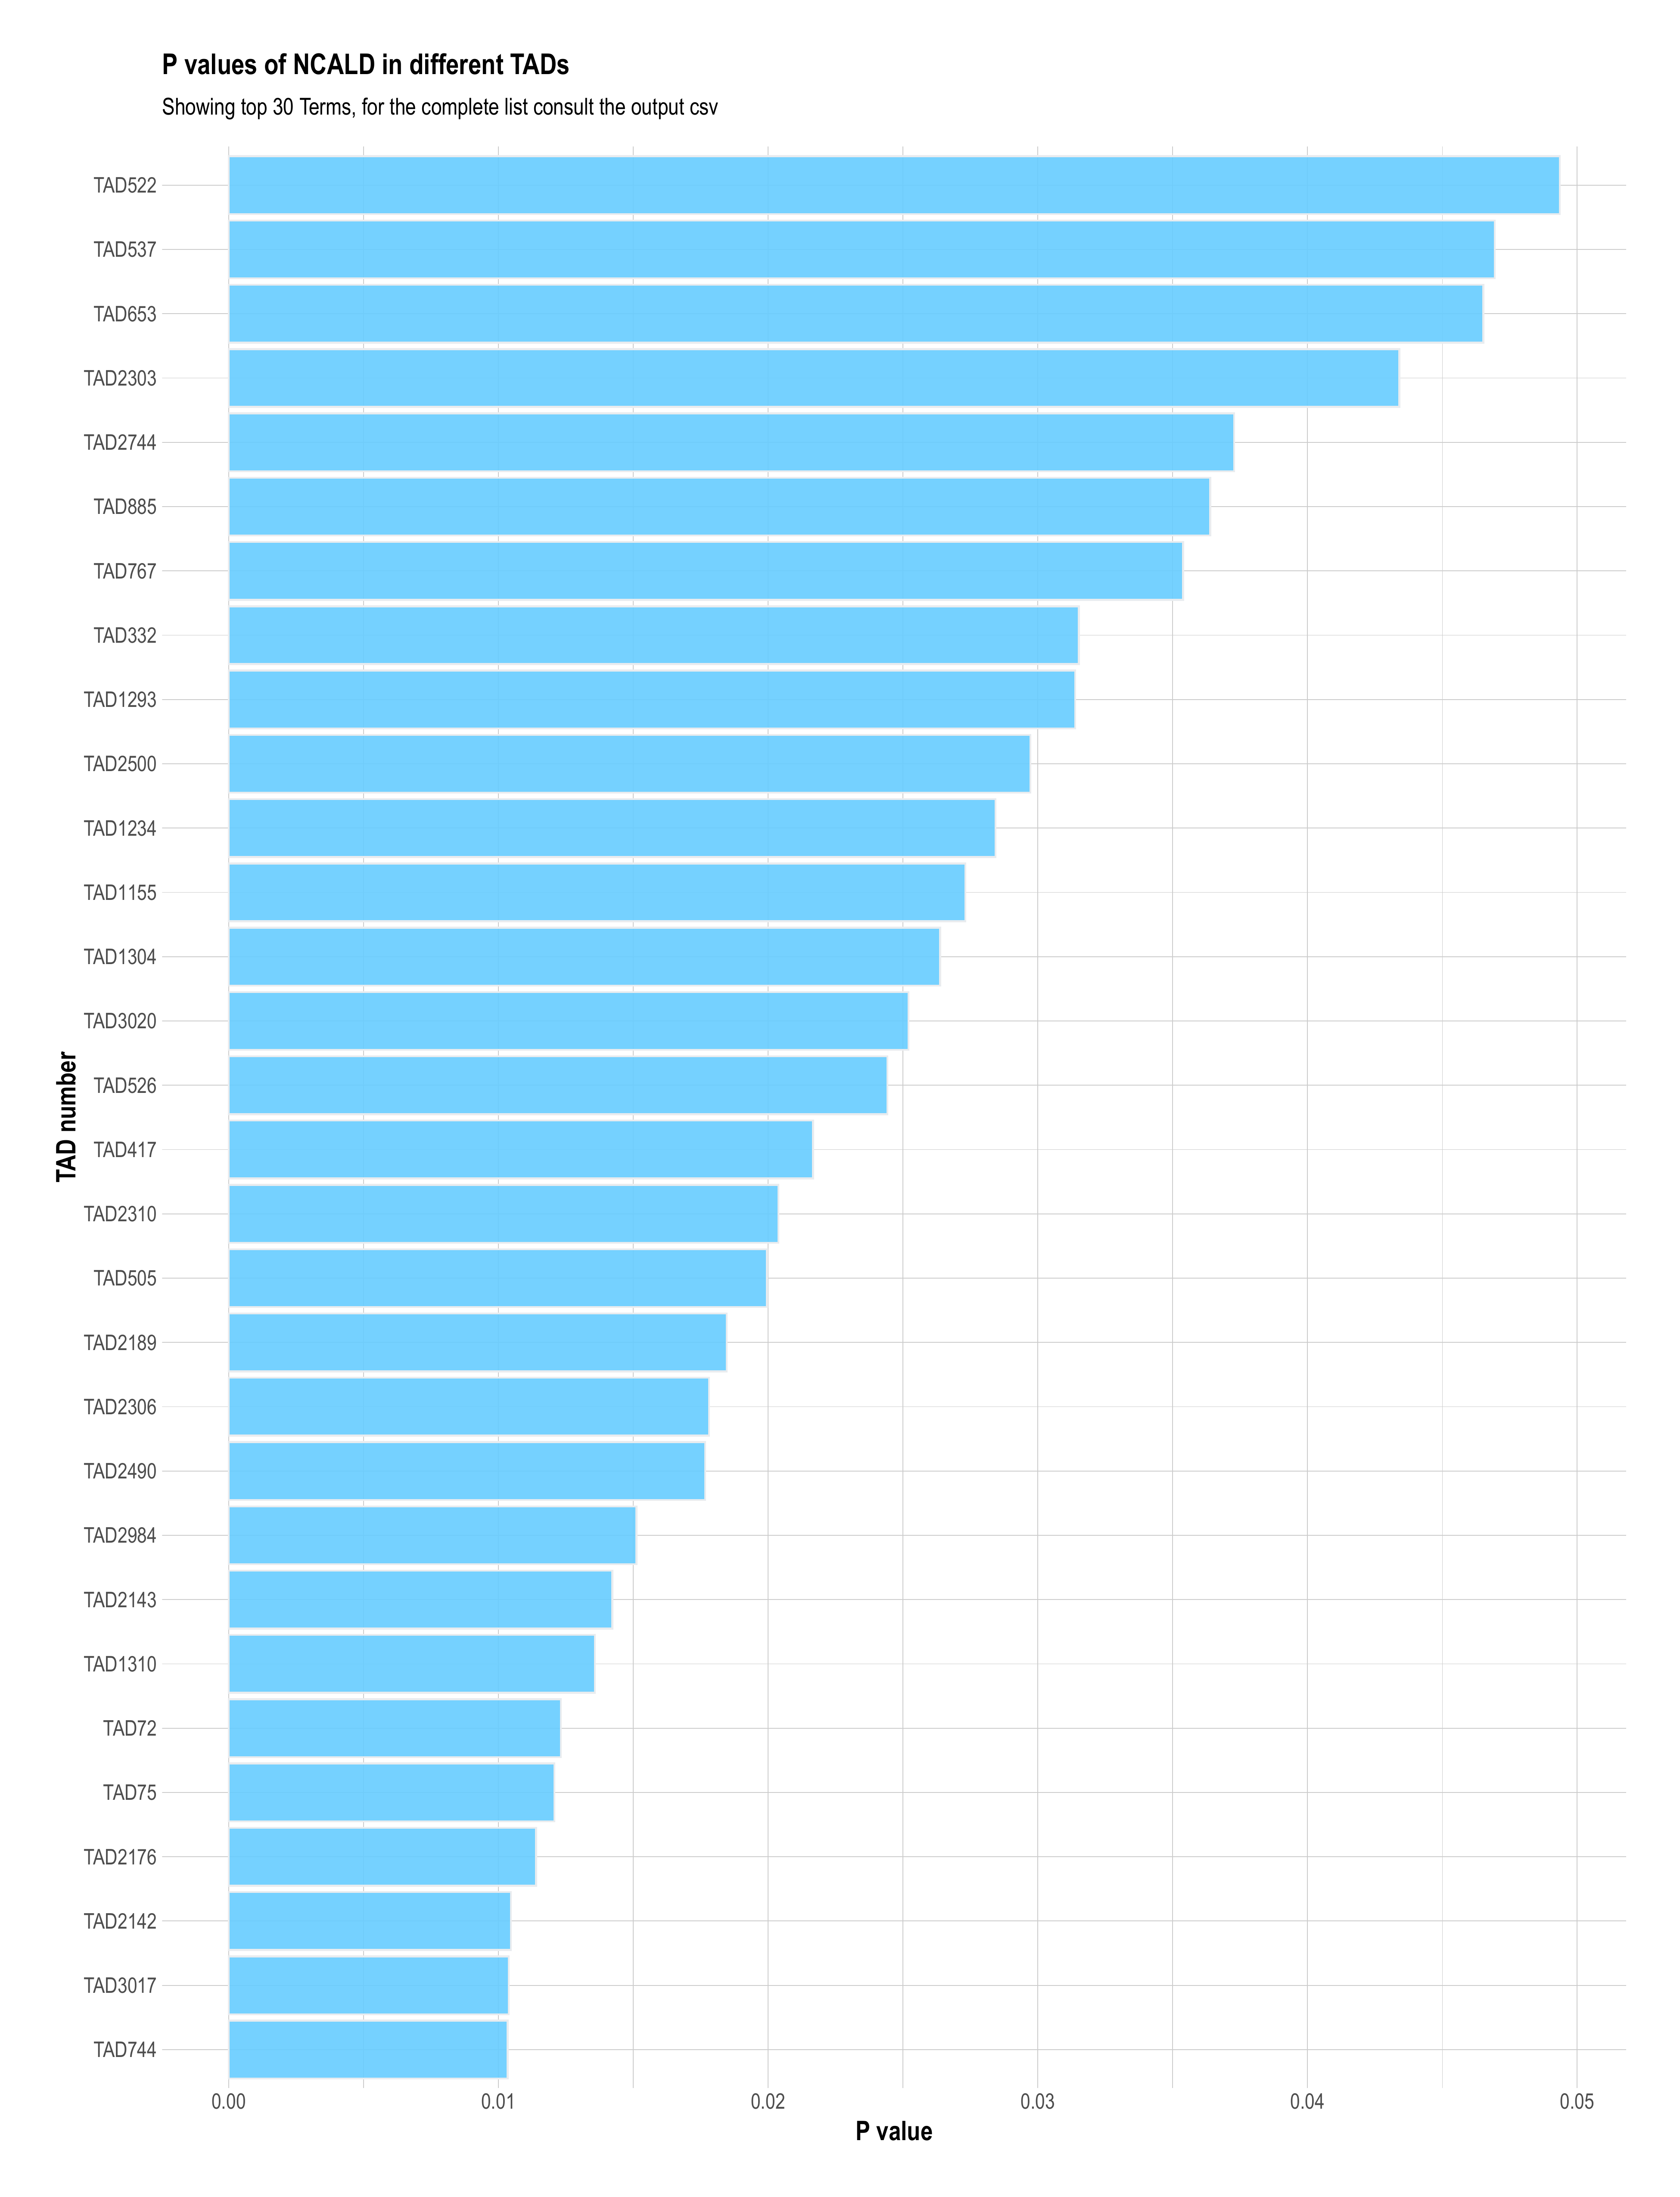 P values of NCALD in different TADs
Showing top 30 Terms, for the complete list consult the output csv
TAD522
TAD537
TAD653
TAD2303
TAD2744
TAD885
TAD767
TAD332
TAD1293
TAD2500
TAD1234
TAD1155
TAD1304
TAD3020
TAD526
TAD417
TAD2310
TAD505
TAD2189
TAD2306
TAD2490
TAD2984
TAD2143
TAD1310
TAD72
TAD75
TAD2176
TAD2142
TAD3017
TAD744
TAD number
0.00 0.01 0.02 0.03 0.04 0.05
P value